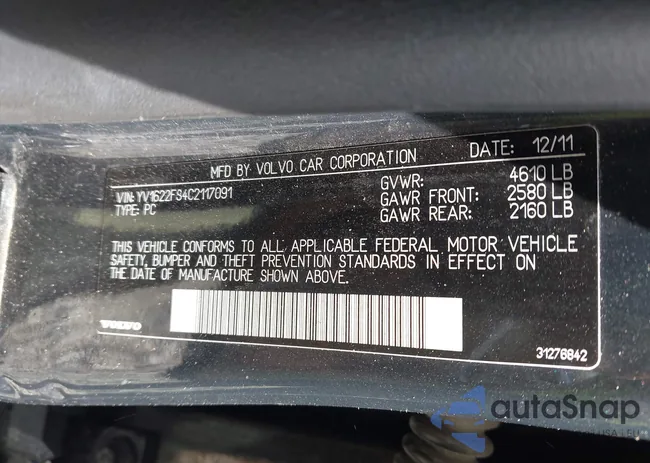 MFD BY VOLVO CAR CORPORATION DATE: 12/11
VIN: YV1622FS4C2117091 GVWR: 4610 LB
TYPE: PC GAWR FRONT: 2580 LB
GAWR REAR: 2160 LB
THIS VEHICLE CONFORMS TO ALL APPLICABLE FEDERAL MOTOR VEHICLE
SAFETY, BUMPER AND THEFT PREVENTION STANDARDS IN EFFECT ON
THE DATE OF MANUFACTURE SHOWN ABOVE.
VOLVO 31276842
autaSnap